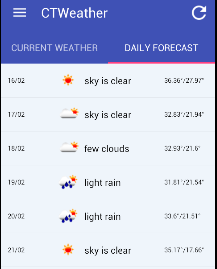 CTWeather
CURRENT WEATHER DAILY FORECAST
16/02 sky is clear 36.36°/27.97°
17/02 sky is clear 32.83°/21.94°
18/02 few clouds 32.93°/21.6°
19/02 light rain 31.81°/21.54°
20/02 light rain 33.6°/21.51°
21/02 sky is clear 35.17°/17.66°